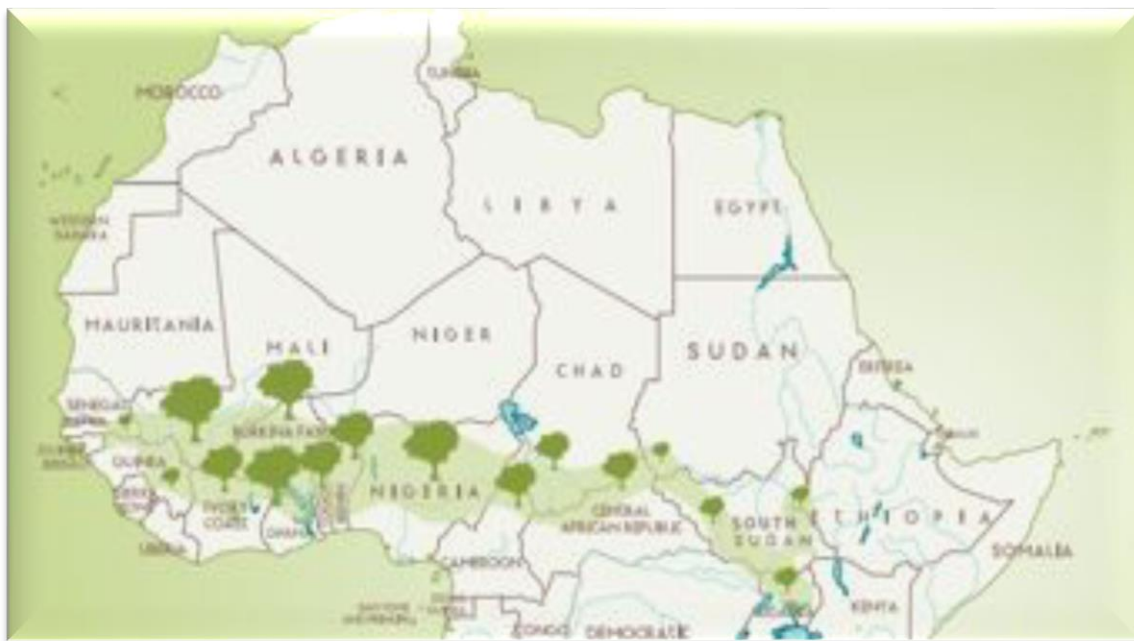 TUNISIA
MOROCCO
ALGERIA
LIBYA
EGYPT
WESTERN
SAHARA
MAURITANIA
MALI
NIGER
CHAD
SUDAN
ERITREA
SENEGAL
BURKINA FASO
GUINEA
NIGERIA
IVORY
COAST
GHANA
CENTRAL
AFRICAN REPUBLIC
SOUTH
SUDAN
ETHIOPIA
SOMALIA
LIBERIA
CAMEROON
KENYA
CONGO
DEMOCRATIC